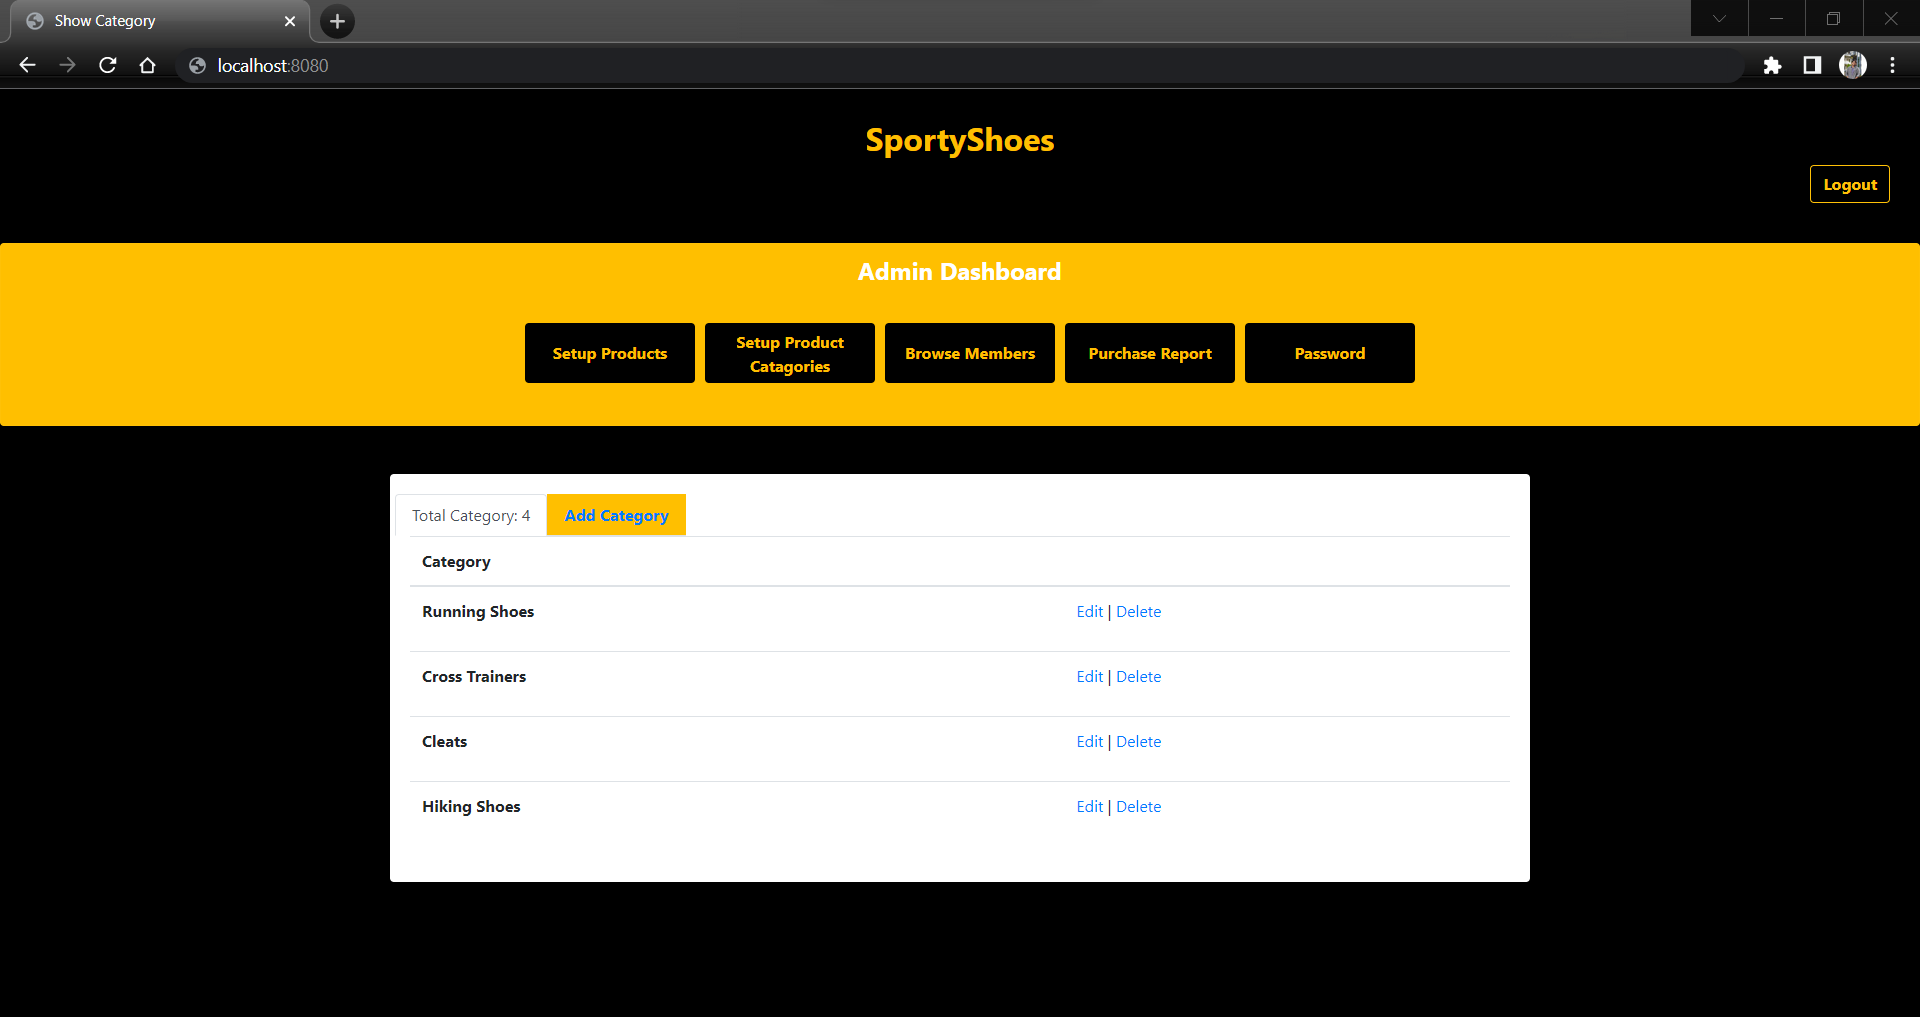 Show Category
localhost:8080
SportyShoes
Logout
Admin Dashboard
Setup Products
Setup Product
Catagories
Browse Members
Purchase Report
Password
Total Category: 4
Add Category
Category
Running Shoes
Edit | Delete
Cross Trainers
Edit | Delete
Cleats
Edit | Delete
Hiking Shoes
Edit | Delete